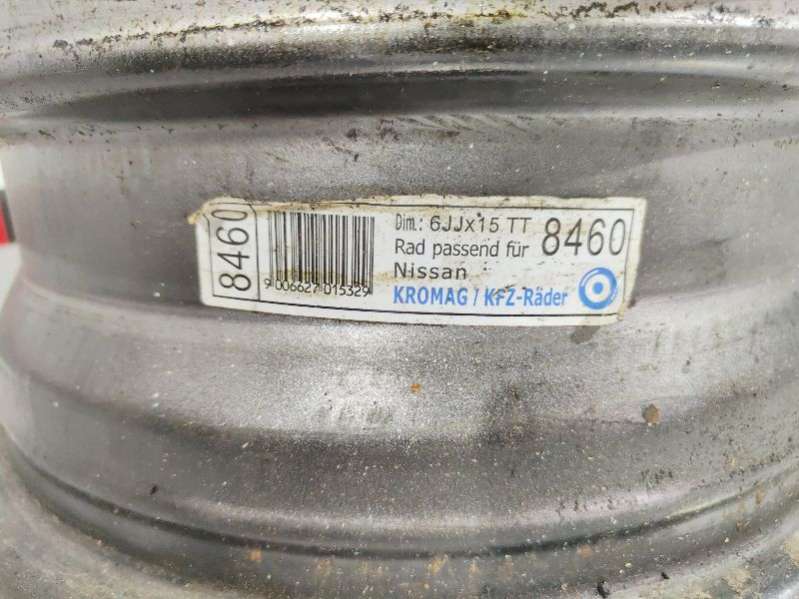 8460
9 006627 015329
Dim.: 6JJx15 TT
Rad passend für
8460
Nissan
KROMAG / KFZ-Räder